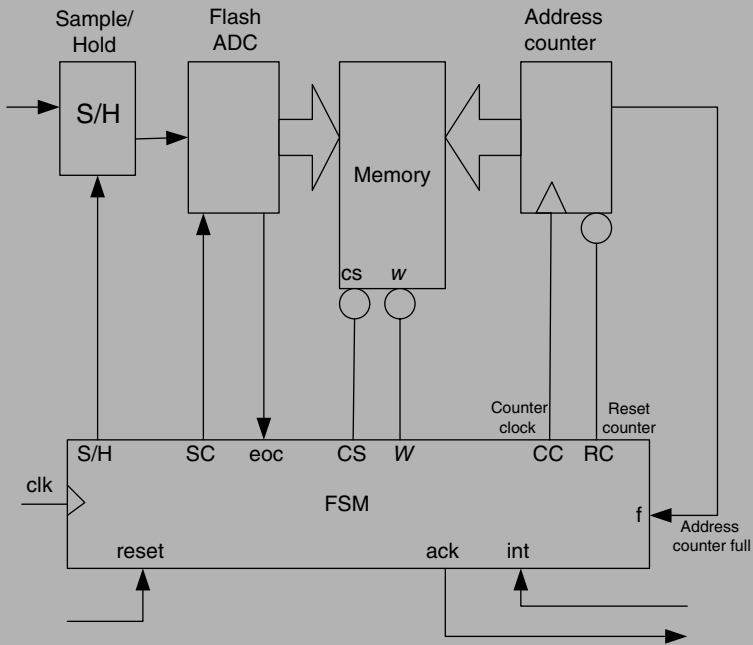 Sample/
Hold
Flash
ADC
Address
counter
S/H
Memory
cs w
Counter
clock
Reset
counter
S/H SC eoc CS W CC RC
clk
FSM
f
Address
counter full
reset ack int